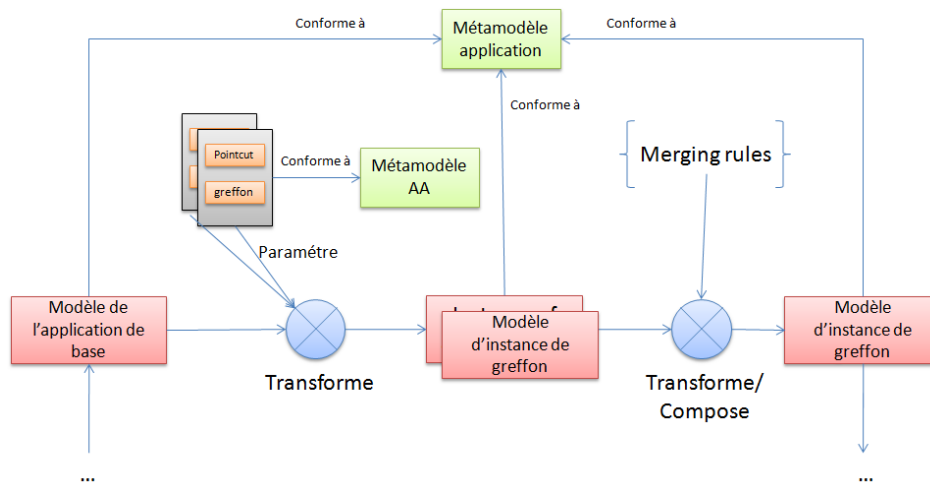 Conforme à
Métamodèle
application
Conforme à
Conforme à
Pointcut
greffon
Conforme à
Métamodèle
AA
Merging rules
Paramétre
Modèle de
l'application de
base
Transforme
Modèle
d'instance de
greffon
Transforme/
Compose
Modèle
d'instance de
greffon
...
...